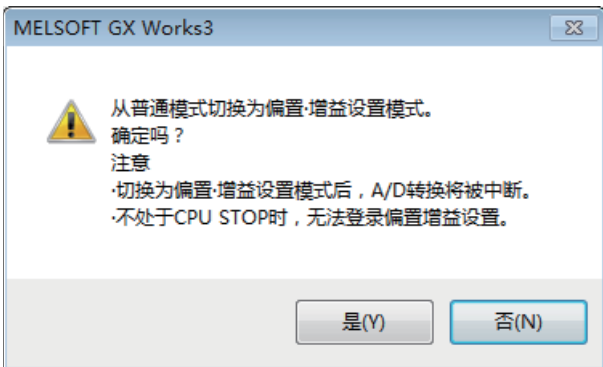 MELSOFT GX Works3
从普通模式切换为偏置·增益设置模式。
确定吗？
注意
·切换为偏置·增益设置模式后，A/D转换将被中断。
·不处于CPU STOP时，无法登录偏置增益设置。
是(Y)
否(N)